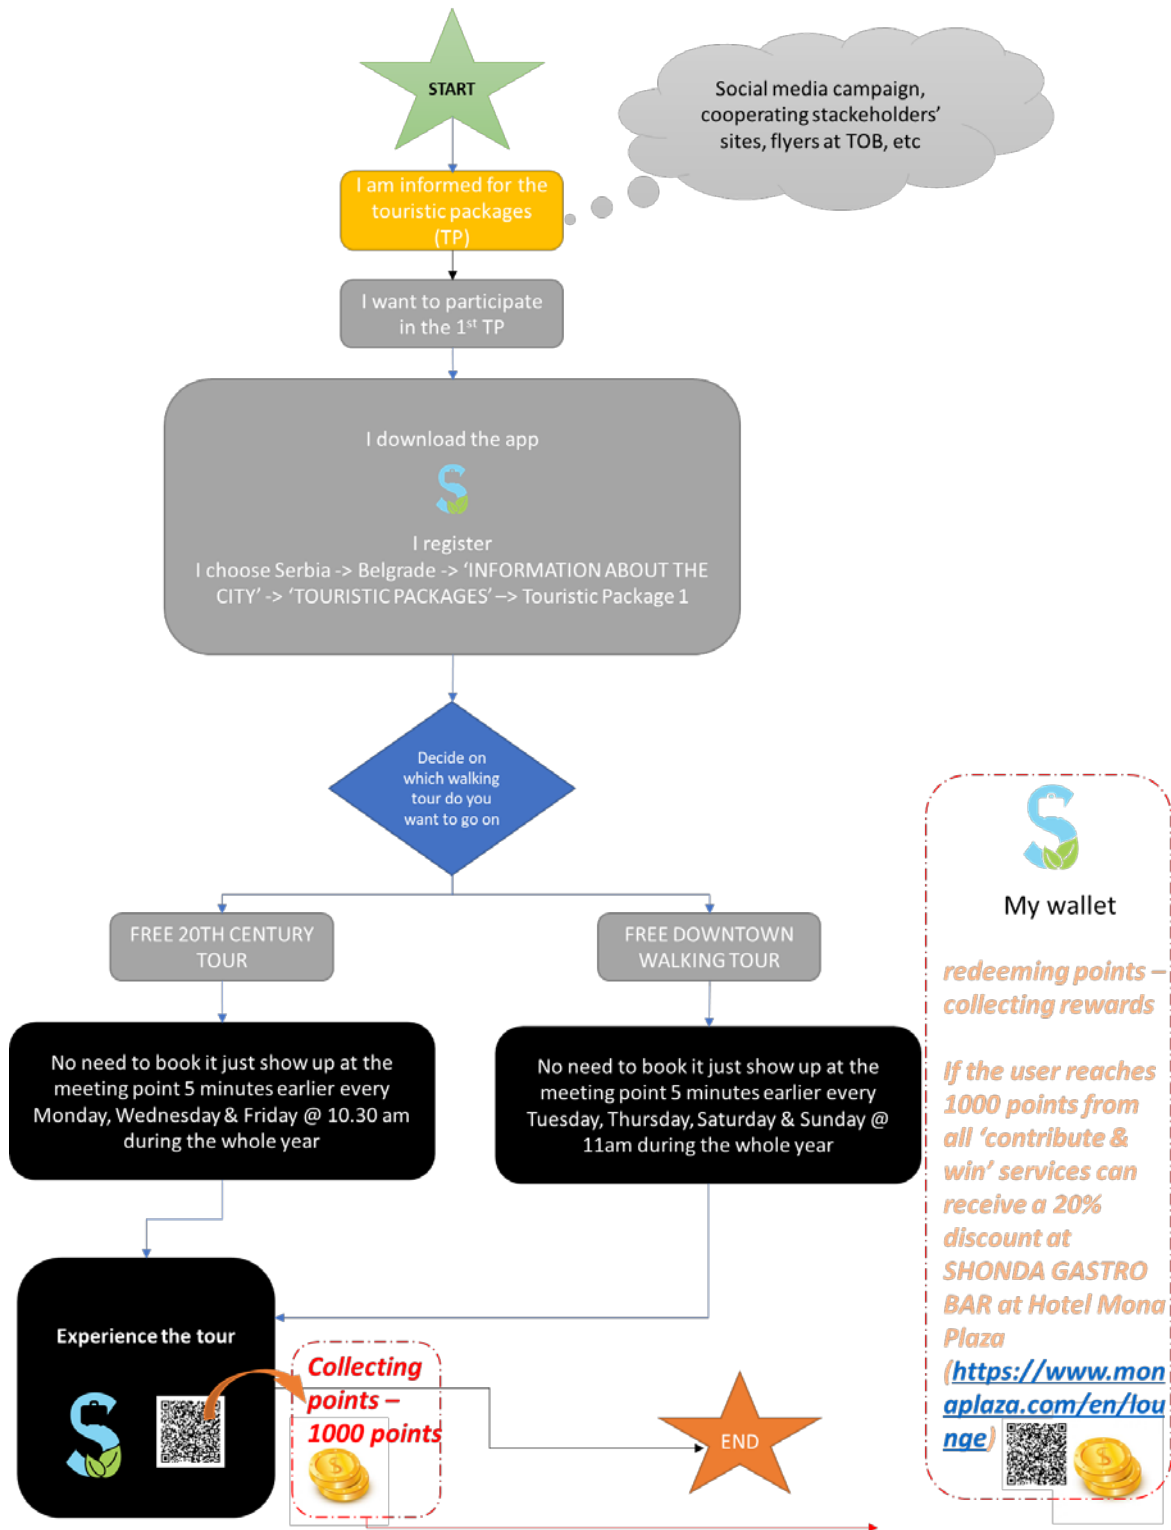 START
Social media campaign,
cooperating stackeholders'
sites, flyers at TOB, etc
I am informed for the
touristic packages
(TP)
I want to participate
in the 1st TP
I download the app
I register
I choose Serbia -> Belgrade -> ‘INFORMATION ABOUT THE
CITY’ -> ‘TOURISTIC PACKAGES’ –> Touristic Package 1
Decide on
which walking
tour do you
want to go on
FREE 20TH CENTURY
TOUR
FREE DOWNTOWN
WALKING TOUR
No need to book it just show up at the
meeting point 5 minutes earlier every
Monday, Wednesday & Friday @ 10.30 am
during the whole year
No need to book it just show up at the
meeting point 5 minutes earlier every
Tuesday, Thursday, Saturday & Sunday @
11am during the whole year
Experience the tour
Collecting
points –
1000 points
END
My wallet
redeeming points –
collecting rewards
If the user reaches
1000 points from
all ‘contribute &
win’ services can
receive a 20%
discount at
SHONDA GASTRO
BAR at Hotel Mona
Plaza
(https://www.mon
aplaza.com/en/lou
nge)